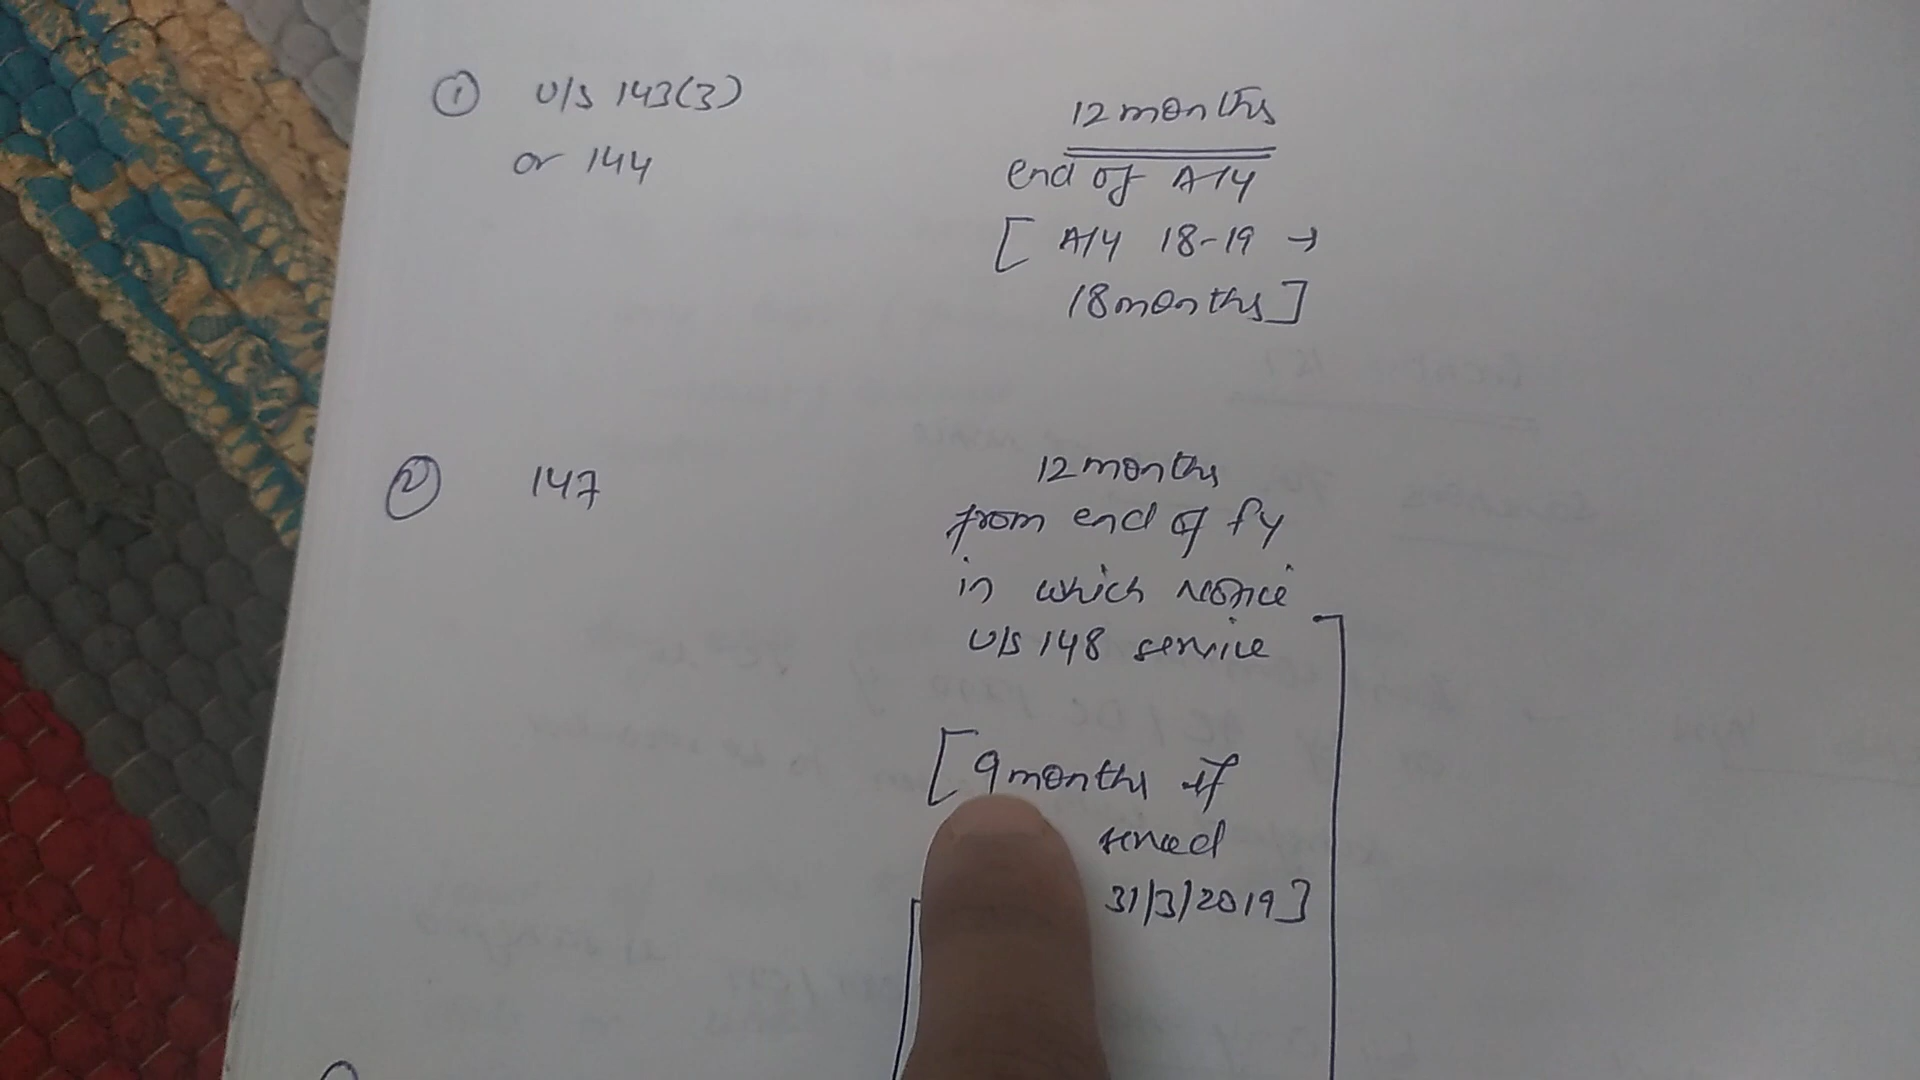 ① U/s 143(3)
or 144
12 months
end of A/Y
[ A/Y 18-19 →
18 months ]
② 147
12 months
from end of fy
in which notice
U/s 148 service
[ 9 months if
served
31/3/2019 ]